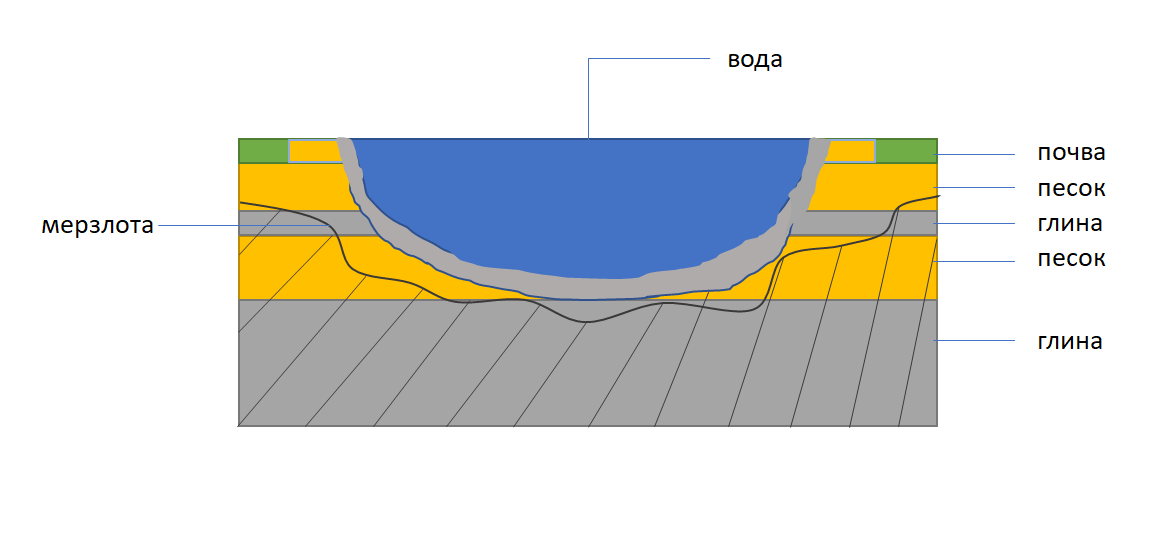 вода
почва
песок
мерзлота
глина
песок
глина